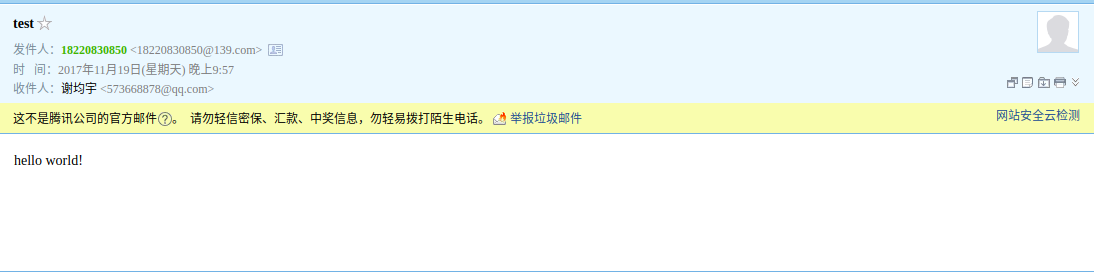 test
发件人：18220830850 <18220830850@139.com>
时 间：2017年11月19日(星期天) 晚上9:57
收件人：谢均宇 <573668878@qq.com>
这不是腾讯公司的官方邮件?。 请勿轻信密保、汇款、中奖信息，勿轻易拨打陌生电话。 举报垃圾邮件 网站安全云检测
hello world!